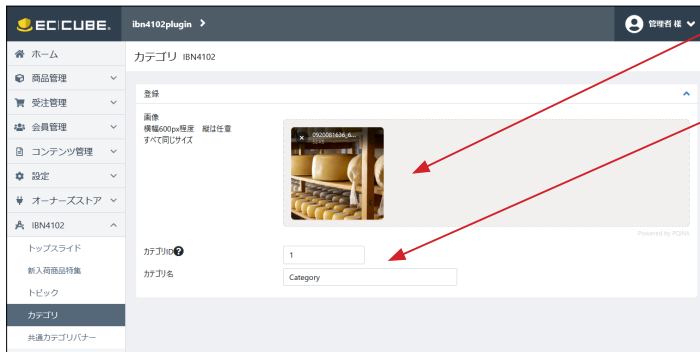 EC CUBE.
ibn4102plugin
管理者 様
ホーム
商品管理
受注管理
会員管理
コンテンツ管理
設定
オーナーズストア
IBN4102
トップスライド
新入荷商品特集
トピック
カテゴリ
共通カテゴリバナー
カテゴリ IBN4102
登録
画像
横幅600px程度 縦は任意
すべて同じサイズ
0920081636_6...
Powered by PQINA
カテゴリID
1
カテゴリ名
Category